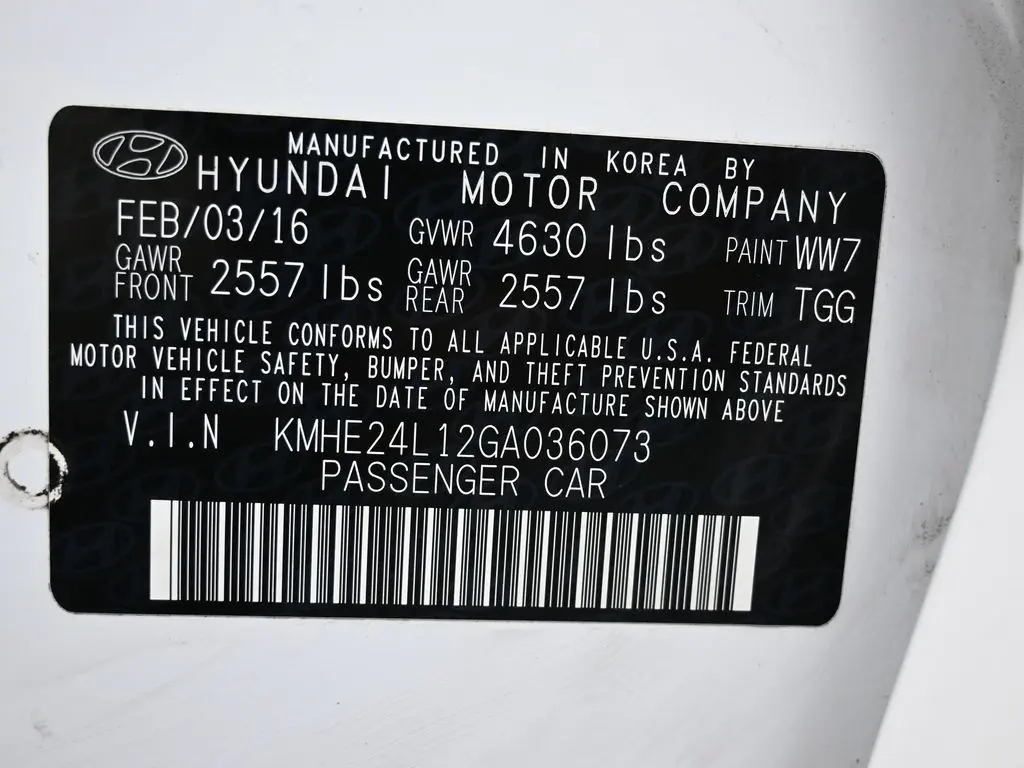 MANUFACTURED IN KOREA BY
HYUNDAI MOTOR COMPANY
FEB/03/16 GVWR 4630 lbs PAINT WW7
GAWR FRONT 2557 lbs GAWR REAR 2557 lbs TRIM TGG
THIS VEHICLE CONFORMS TO ALL APPLICABLE U.S.A. FEDERAL
MOTOR VEHICLE SAFETY, BUMPER, AND THEFT PREVENTION STANDARDS
IN EFFECT ON THE DATE OF MANUFACTURE SHOWN ABOVE
V.I.N KMHE24L12GA036073
PASSENGER CAR